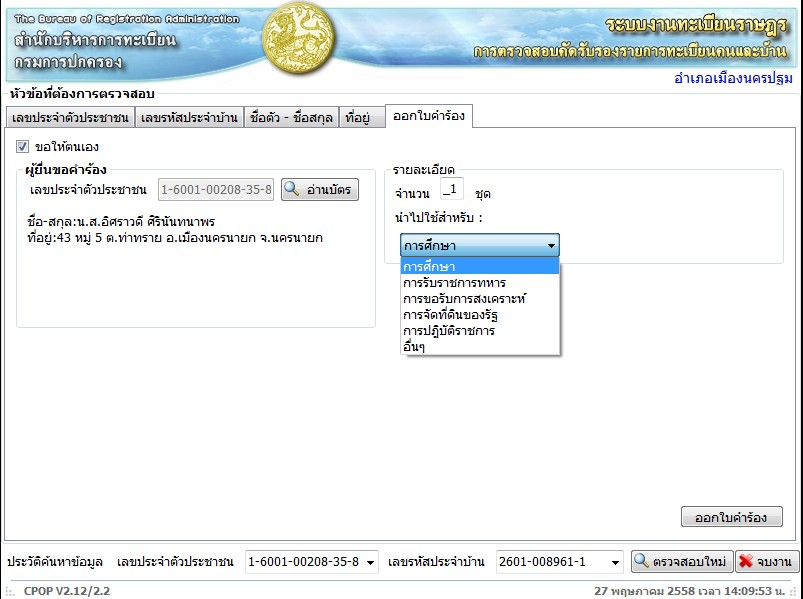 The Bureau of Registration Administration
สำนักบริหารการทะเบียน
กรมการปกครอง
ระบบงานทะเบียนราษฎร
การตรวจสอบคัดรับรองรายการทะเบียนคนและบ้าน
อำเภอเมืองนครปฐม
หัวข้อที่ต้องการตรวจสอบ
เลขประจำตัวประชาชน เลขรหัสประจำบ้าน ชื่อตัว - ชื่อสกุล ที่อยู่ ออกใบคำร้อง
ขอให้ตนเอง
ผู้ยื่นขอคำร้อง
เลขประจำตัวประชาชน 1-6001-00208-35-8 อ่านบัตร
ชื่อ-สกุล:น.ส.อิศราวดี ศิรินันทนาพร
ที่อยู่:43 หมู่ 5 ต.ท่าทราย อ.เมืองนครนายก จ.นครนายก
รายละเอียด
จำนวน _1 ชุด
นำไปใช้สำหรับ :
การศึกษา
การศึกษา
การรับราชการทหาร
การขอรับการสงเคราะห์
การจัดที่ดินของรัฐ
การปฏิบัติราชการ
อื่นๆ
ออกใบคำร้อง
ประวัติค้นหาข้อมูล เลขประจำตัวประชาชน 1-6001-00208-35-8 เลขรหัสประจำบ้าน 2601-008961-1 ตรวจสอบใหม่ จบงาน
CPOP V2.12/2.2 27 พฤษภาคม 2558 เวลา 14:09:53 น.